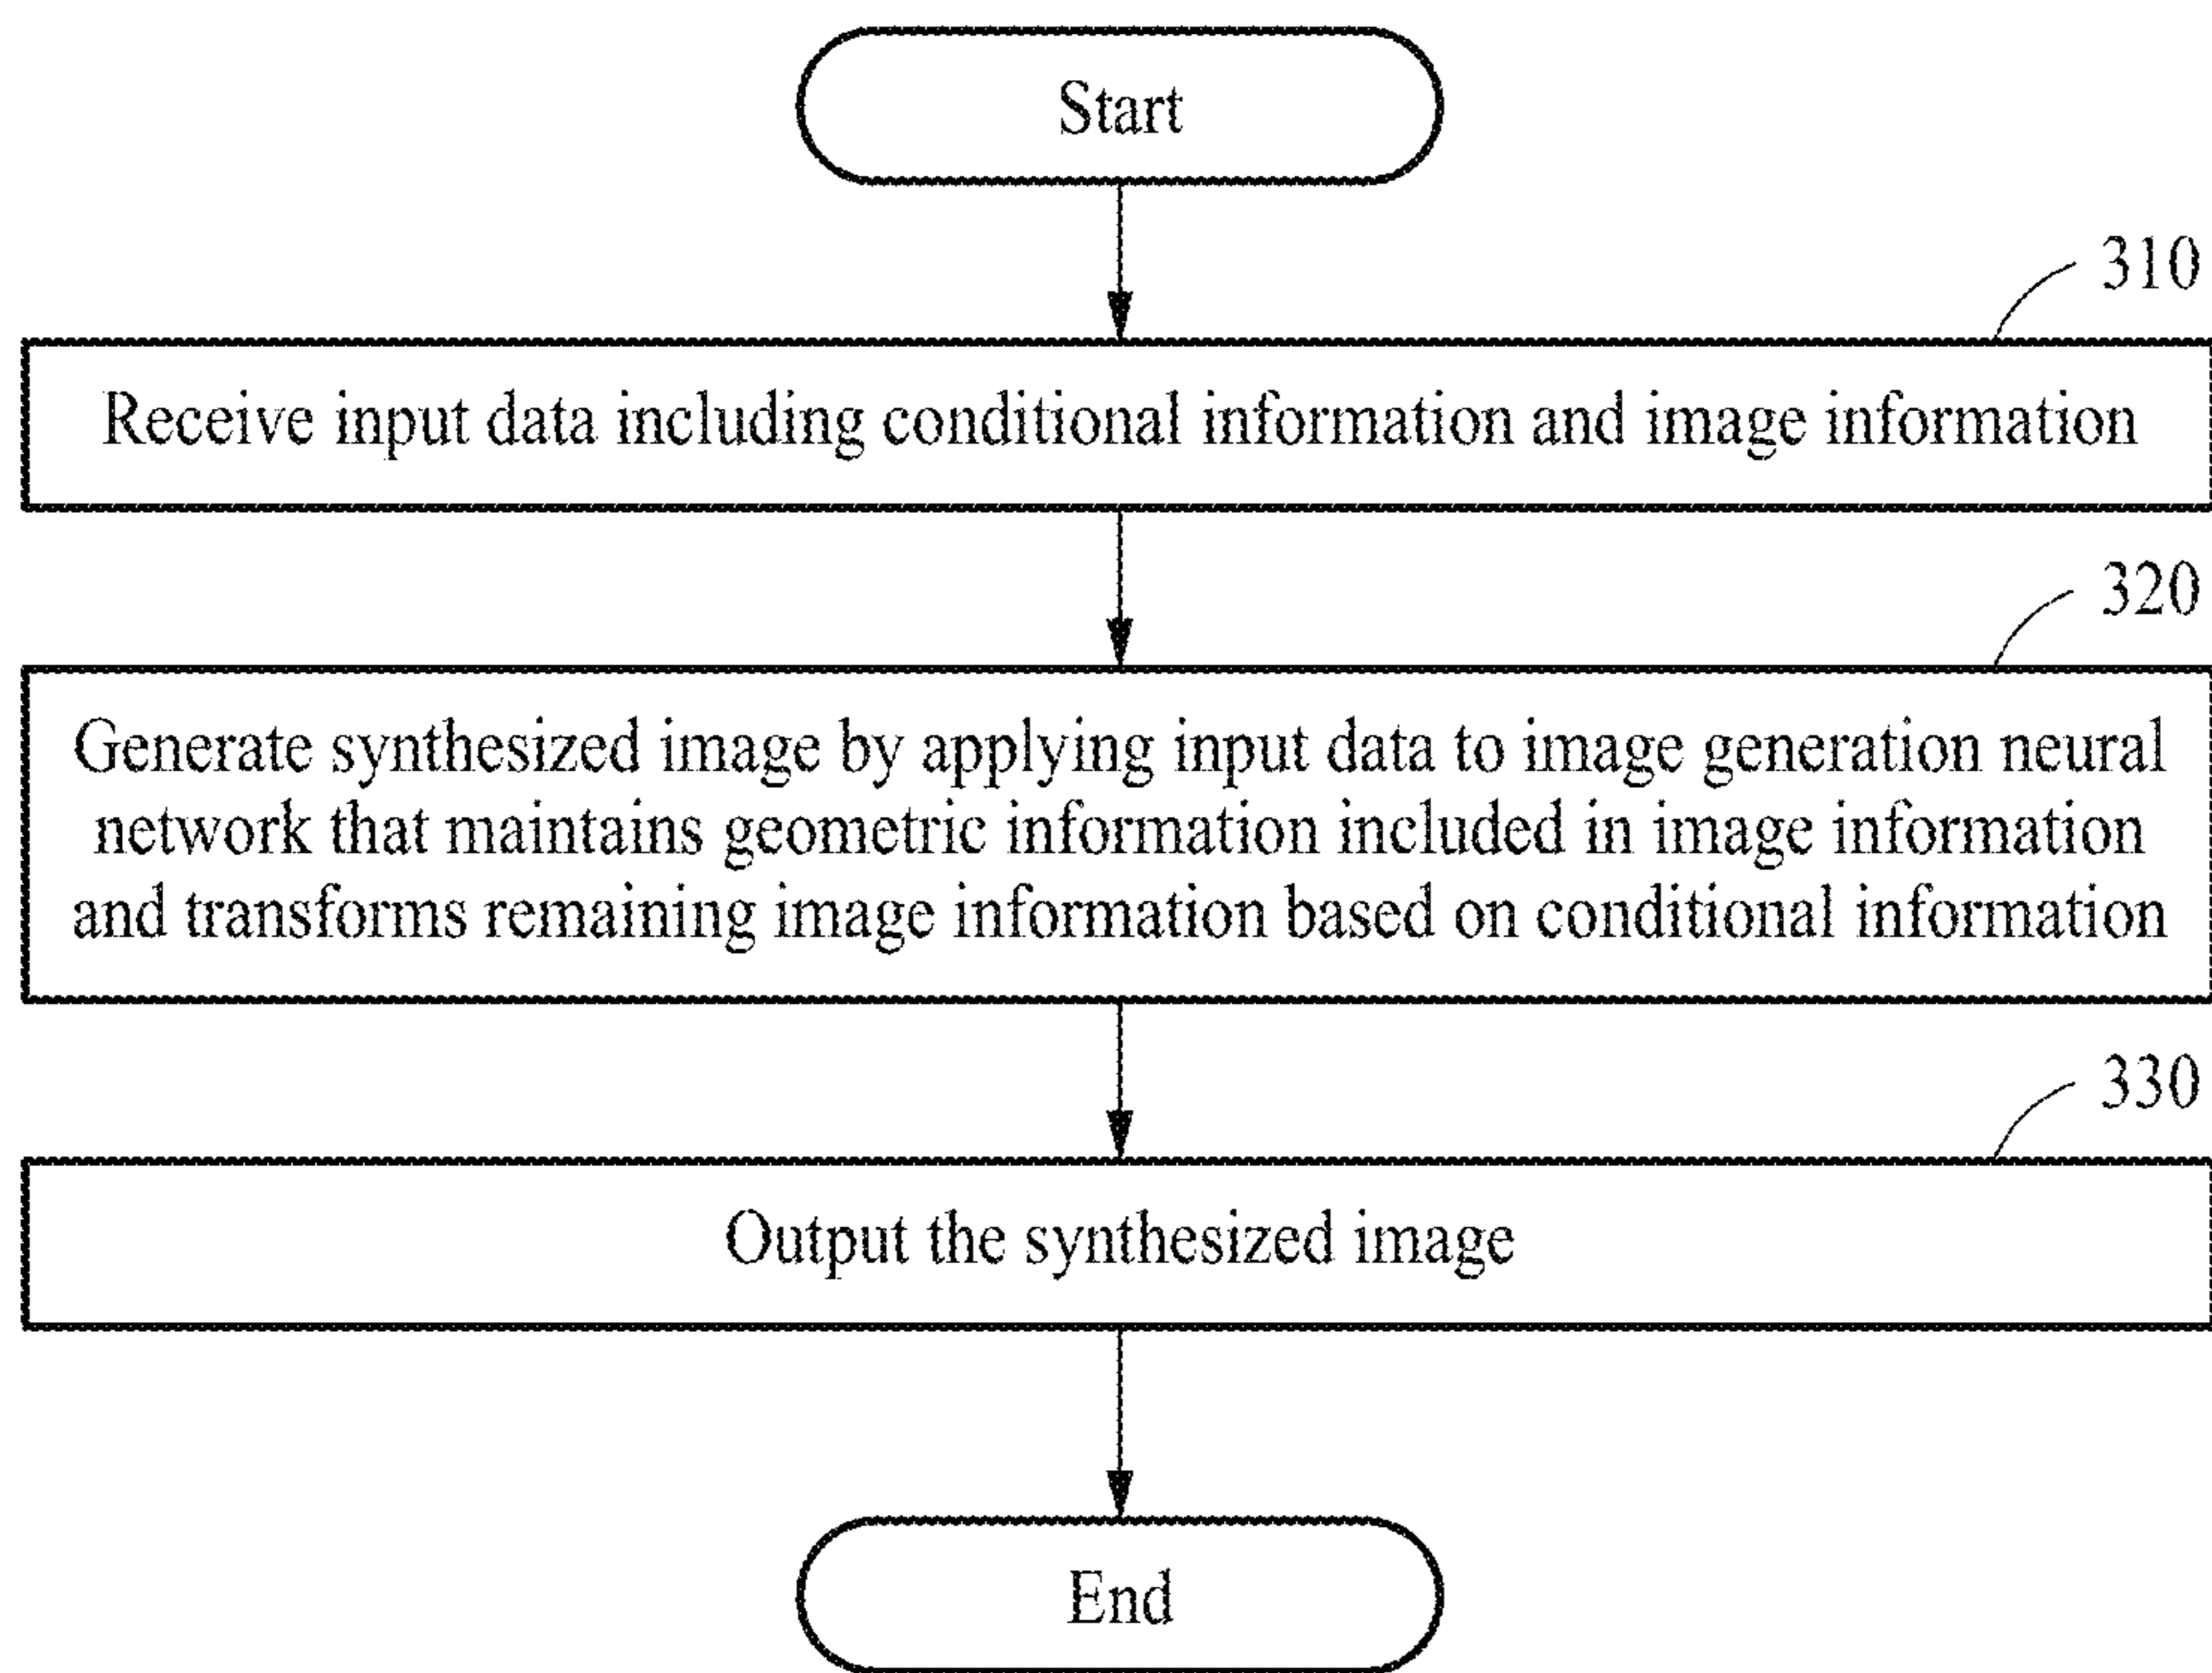 Start
310
Receive input data including conditional information and image information
320
Generate synthesized image by applying input data to image generation neural
network that maintains geometric information included in image information
and transforms remaining image information based on conditional information
330
Output the synthesized image
End